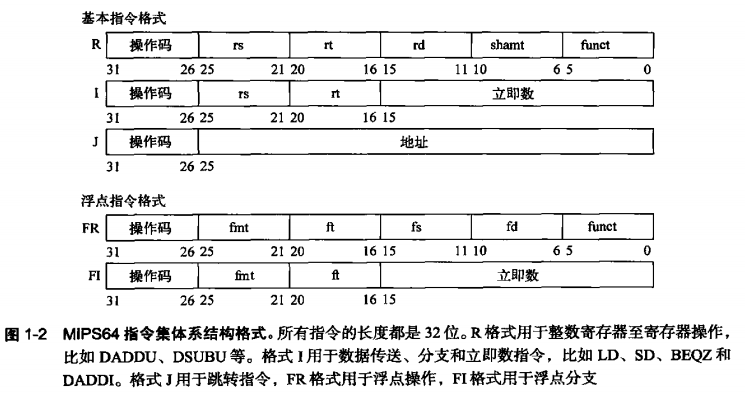 基本指令格式
R 操作码 rs rt rd shamt funct
31 26 25 21 20 16 15 11 10 6 5 0
I 操作码 rs rt 立即数
31 26 25 21 20 16 15
J 操作码 地址
31 26 25
浮点指令格式
FR 操作码 fmt ft fs fd funct
31 26 25 21 20 16 15 11 10 6 5 0
FI 操作码 fmt ft 立即数
31 26 25 21 20 16 15
图 1-2 MIPS64 指令集体系结构格式。所有指令的长度都是 32 位。R 格式用于整数寄存器至寄存器操作，
比如 DADDU、DSUBU 等。格式 I 用于数据传送、分支和立即数指令，比如 LD、SD、BEQZ 和
DADDI。格式 J 用于跳转指令，FR 格式用于浮点操作，FI 格式用于浮点分支